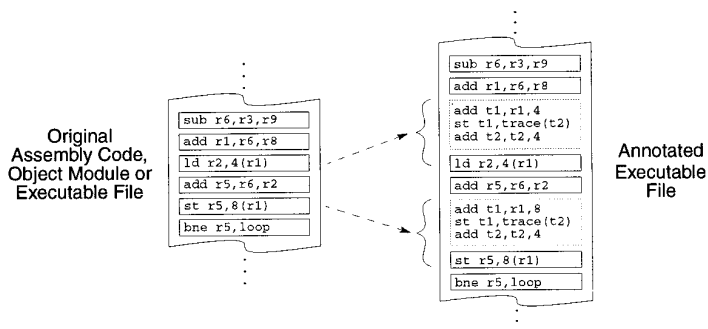 Original
Assembly Code,
Object Module or
Executable File
sub r6,r3,r9
add r1,r6,r8
ld r2,4(r1)
add r5,r6,r2
st r5,8(r1)
bne r5,loop
sub r6,r3,r9
add r1,r6,r8
add t1,r1,4
st t1,trace(t2)
add t2,t2,4
ld r2,4(r1)
add r5,r6,r2
add t1,r1,8
st t1,trace(t2)
add t2,t2,4
st r5,8(r1)
bne r5,loop
Annotated
Executable
File